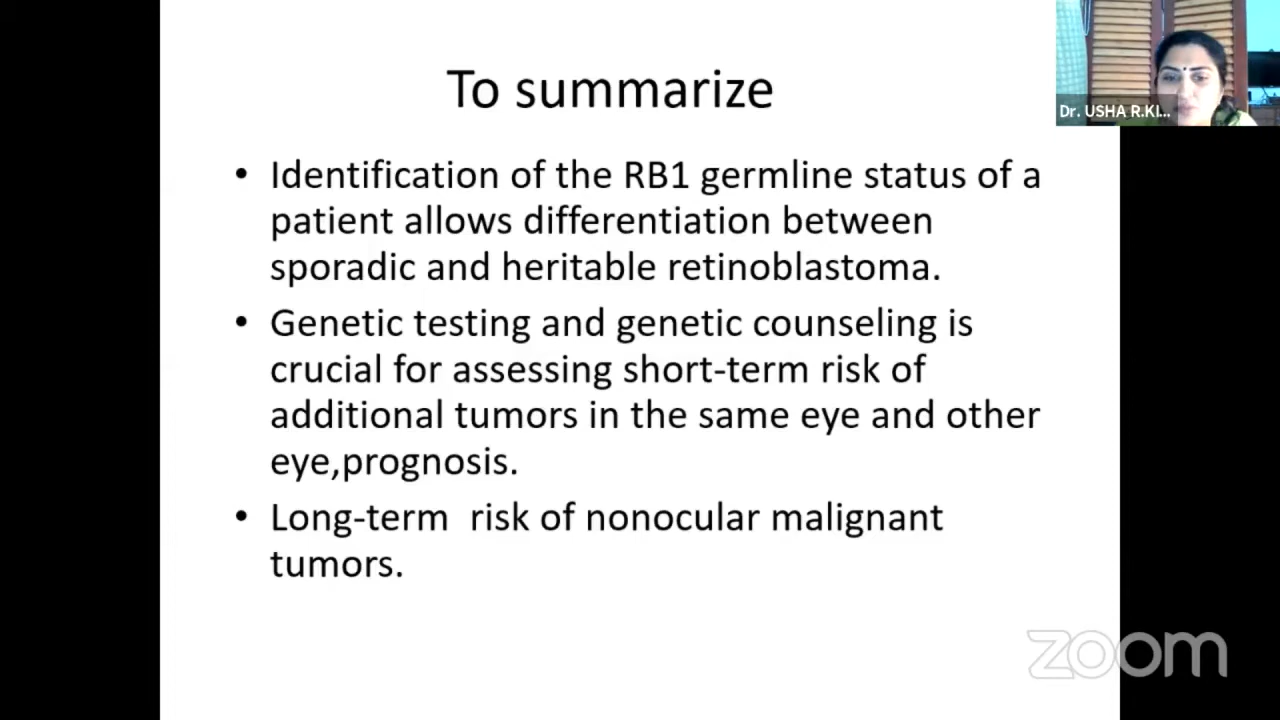 To summarize
Dr. USHA R.KI...
• Identification of the RB1 germline status of a
patient allows differentiation between
sporadic and heritable retinoblastoma.
• Genetic testing and genetic counseling is
crucial for assessing short-term risk of
additional tumors in the same eye and other
eye,prognosis.
• Long-term  risk of nonocular malignant
tumors.
zoom